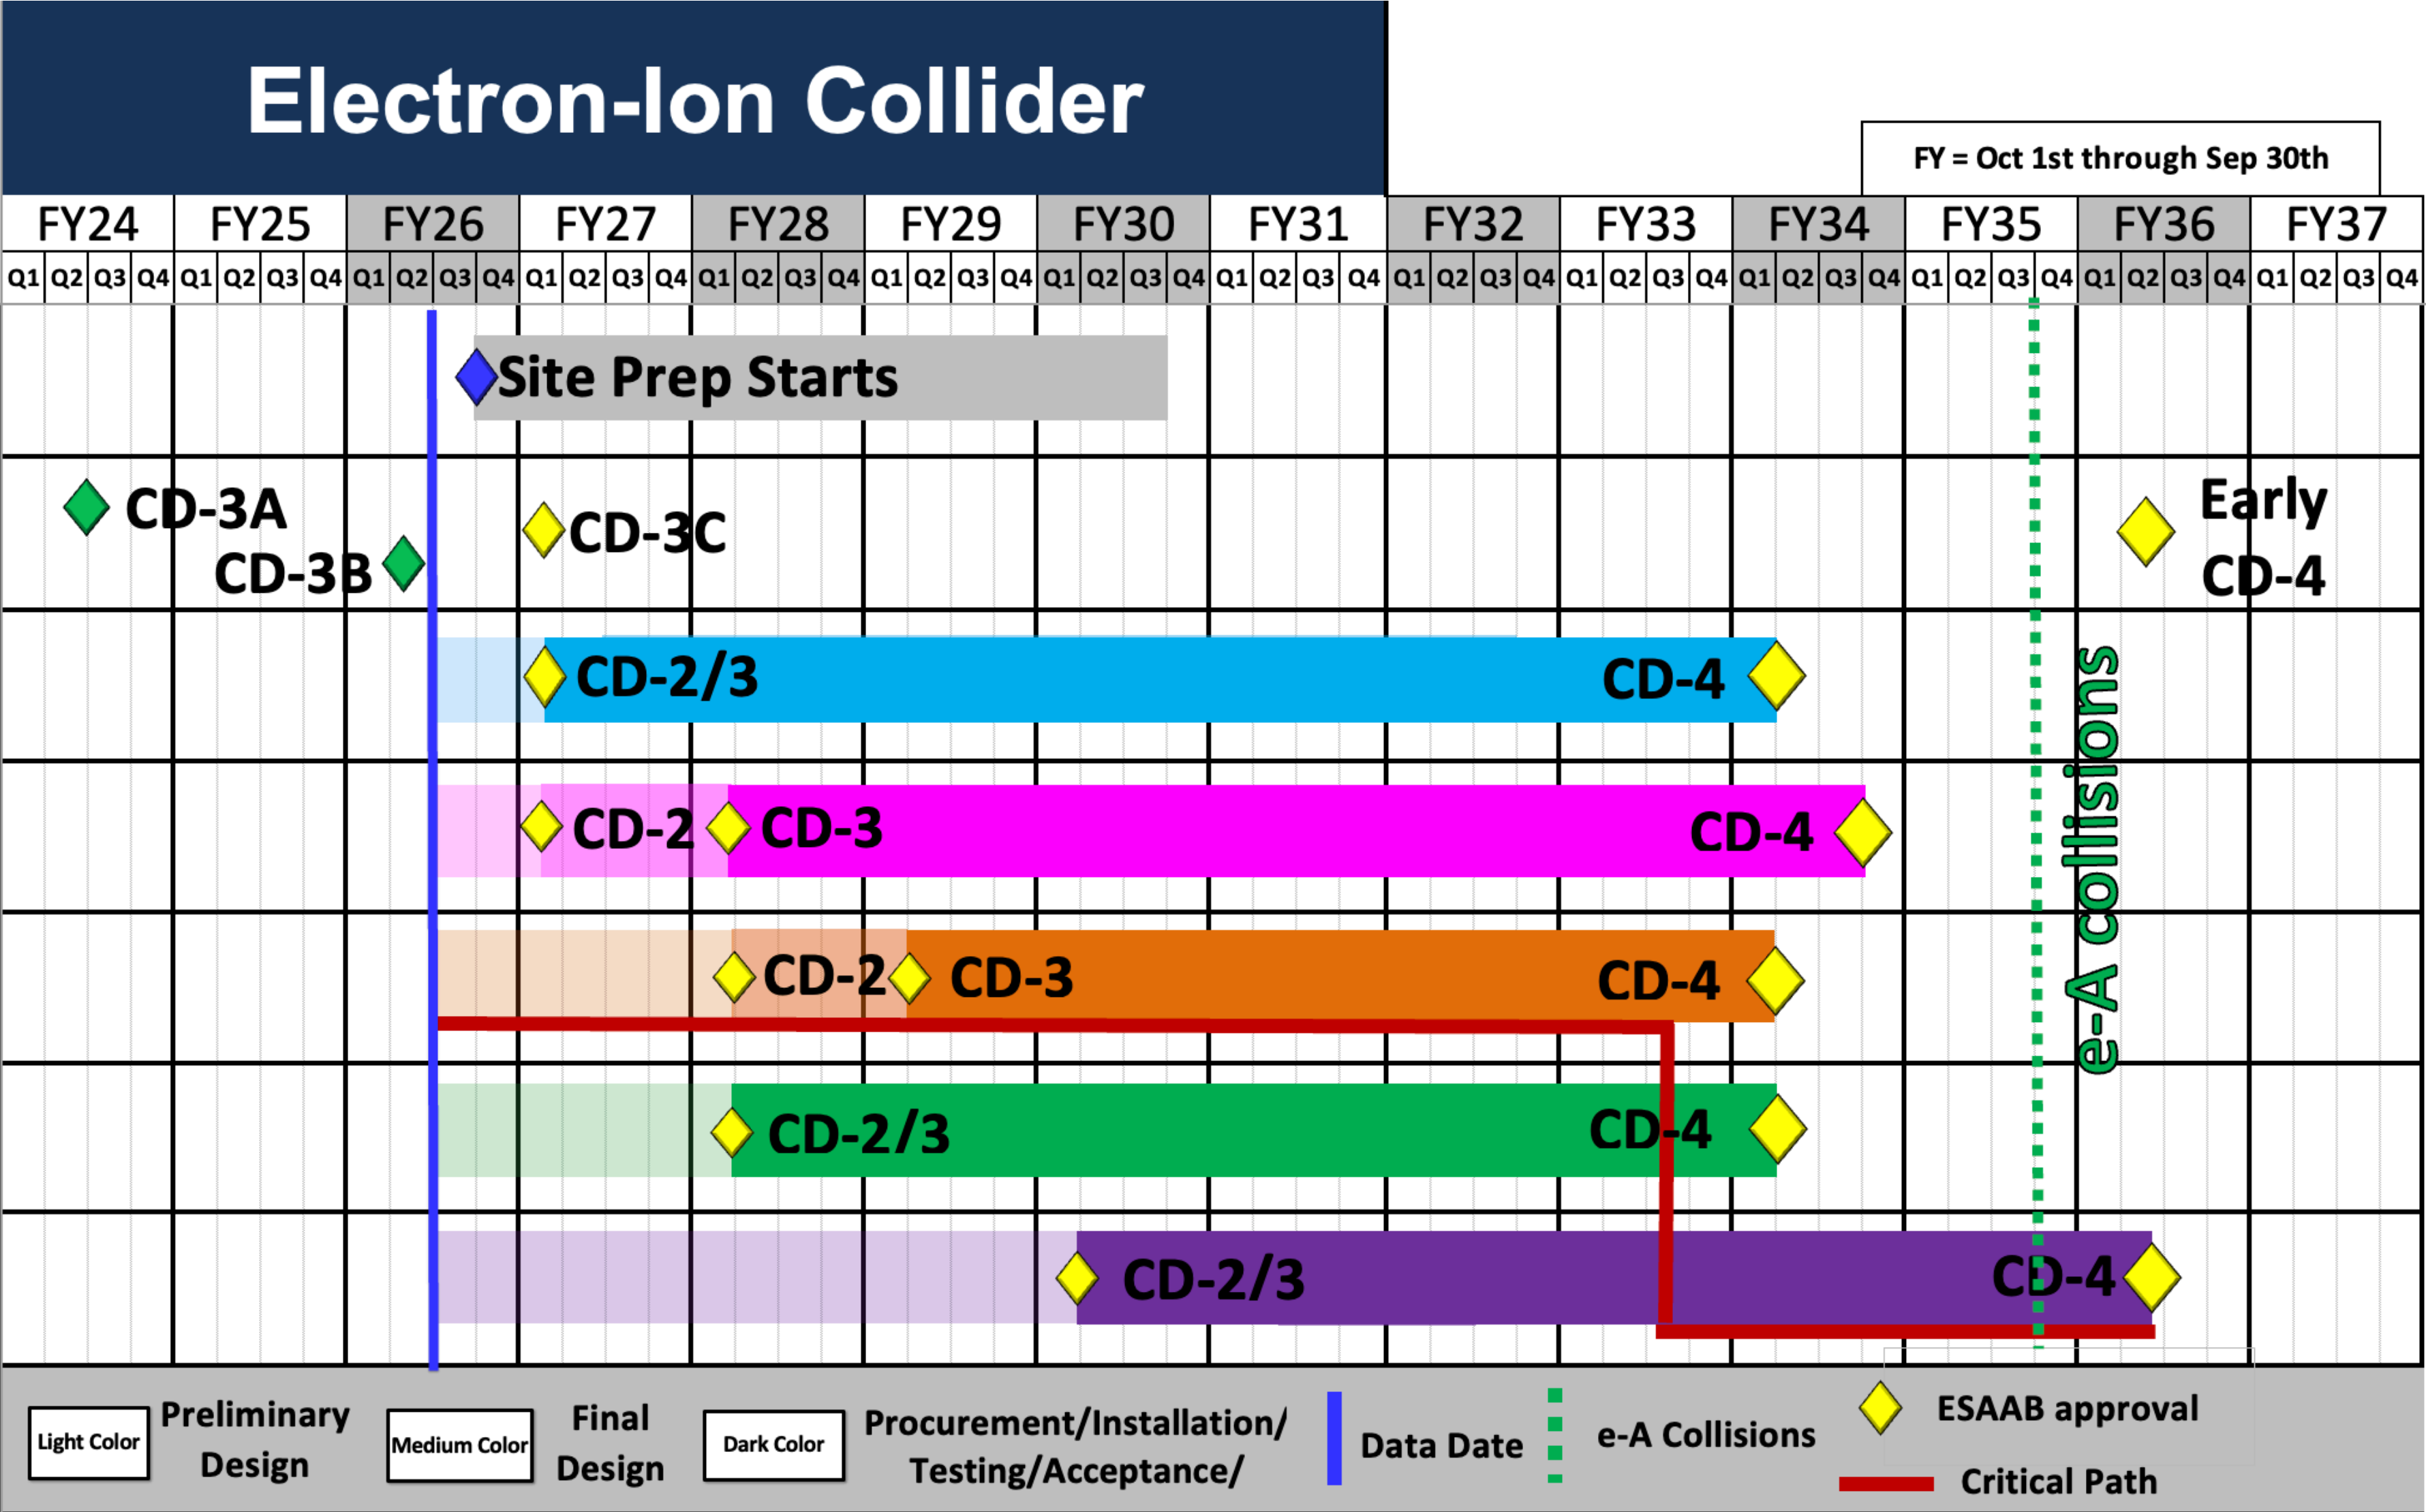 Electron-Ion Collider
FY = Oct 1st through Sep 30th
FY24 FY25 FY26 FY27 FY28 FY29 FY30 FY31 FY32 FY33 FY34 FY35 FY36 FY37
Q1 Q2 Q3 Q4 Q1 Q2 Q3 Q4 Q1 Q2 Q3 Q4 Q1 Q2 Q3 Q4 Q1 Q2 Q3 Q4 Q1 Q2 Q3 Q4 Q1 Q2 Q3 Q4 Q1 Q2 Q3 Q4 Q1 Q2 Q3 Q4 Q1 Q2 Q3 Q4 Q1 Q2 Q3 Q4 Q1 Q2 Q3 Q4 Q1 Q2 Q3 Q4 Q1 Q2 Q3 Q4
Site Prep Starts
CD-3A
CD-3B
CD-3C
Early
CD-4
CD-2/3 CD-4
CD-2 CD-3 CD-4
CD-2 CD-3 CD-4
CD-2/3 CD-4
CD-2/3 CD-4
e-A collisions
Light Color
Preliminary
Design
Medium Color
Final
Design
Dark Color
Procurement/Installation/
Testing/Acceptance/
Data Date
e-A Collisions
ESAAB approval
Critical Path